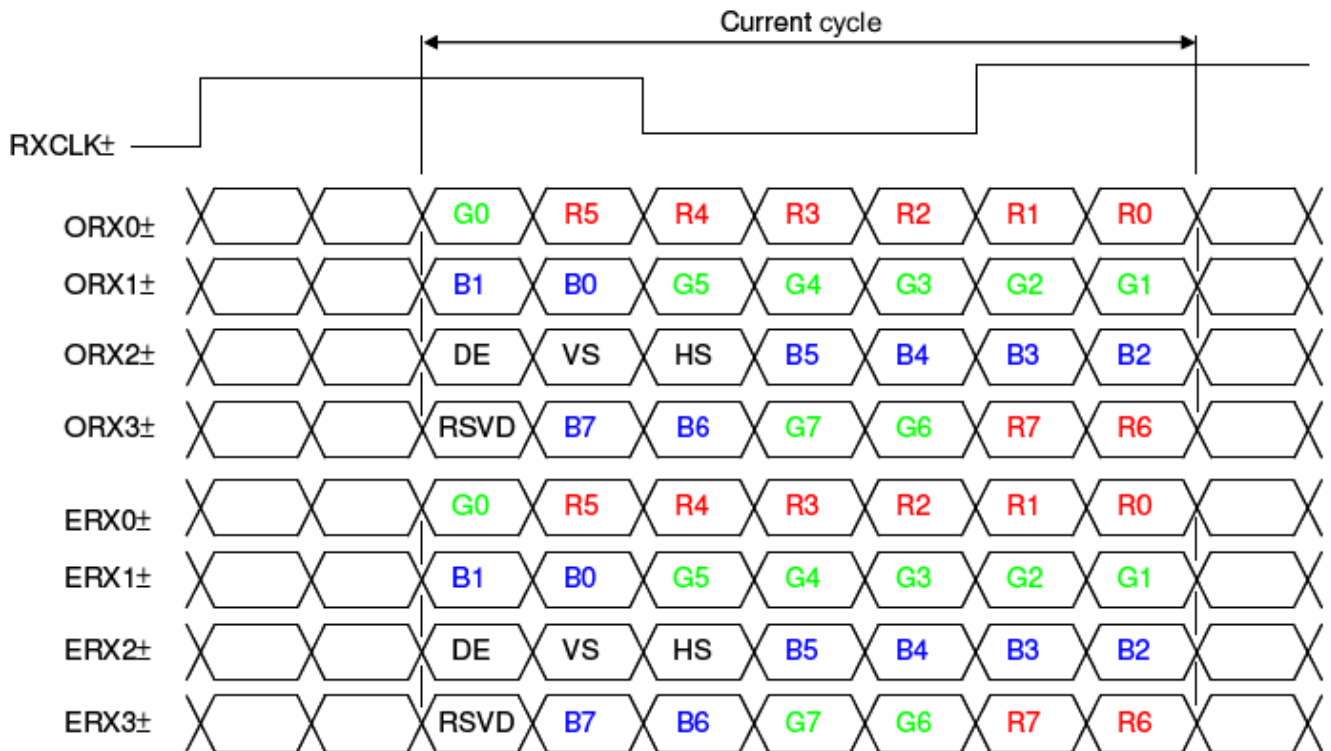 Current cycle
RXCLK±
ORX0± G0 R5 R4 R3 R2 R1 R0
ORX1± B1 B0 G5 G4 G3 G2 G1
ORX2± DE VS HS B5 B4 B3 B2
ORX3± RSVD B7 B6 G7 G6 R7 R6
ERX0± G0 R5 R4 R3 R2 R1 R0
ERX1± B1 B0 G5 G4 G3 G2 G1
ERX2± DE VS HS B5 B4 B3 B2
ERX3± RSVD B7 B6 G7 G6 R7 R6